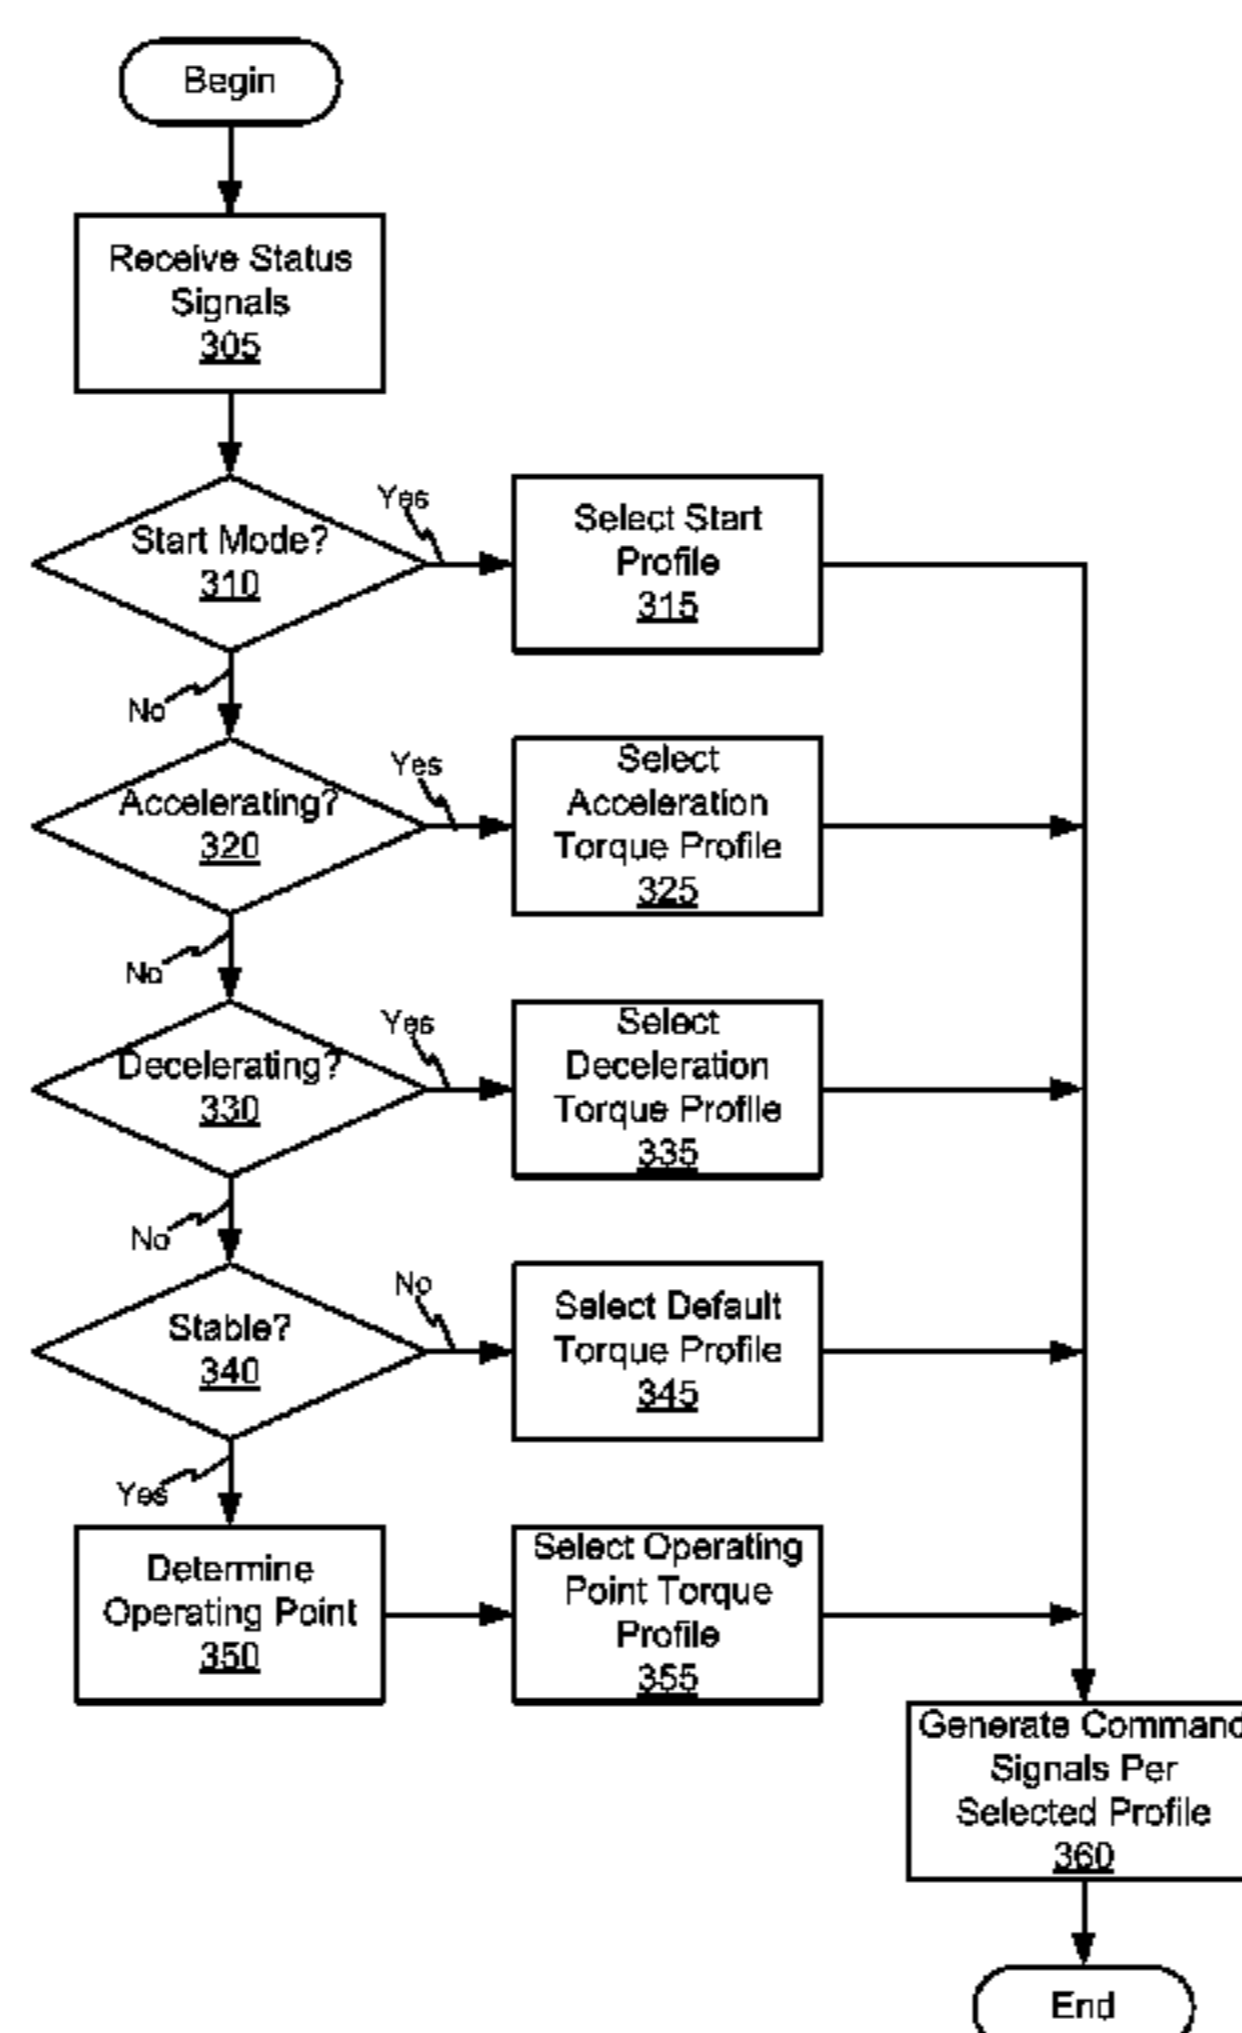 Begin
Receive Status
Signals
305
Start Mode?
310
Yes
Select Start
Profile
315
No
Accelerating?
320
Yes
Select
Acceleration
Torque Profile
325
No
Decelerating?
330
Yes
Select
Deceleration
Torque Profile
335
No
Stable?
340
No
Select Default
Torque Profile
345
Yes
Determine
Operating Point
350
Select Operating
Point Torque
Profile
355
Generate Command
Signals Per
Selected Profile
360
End